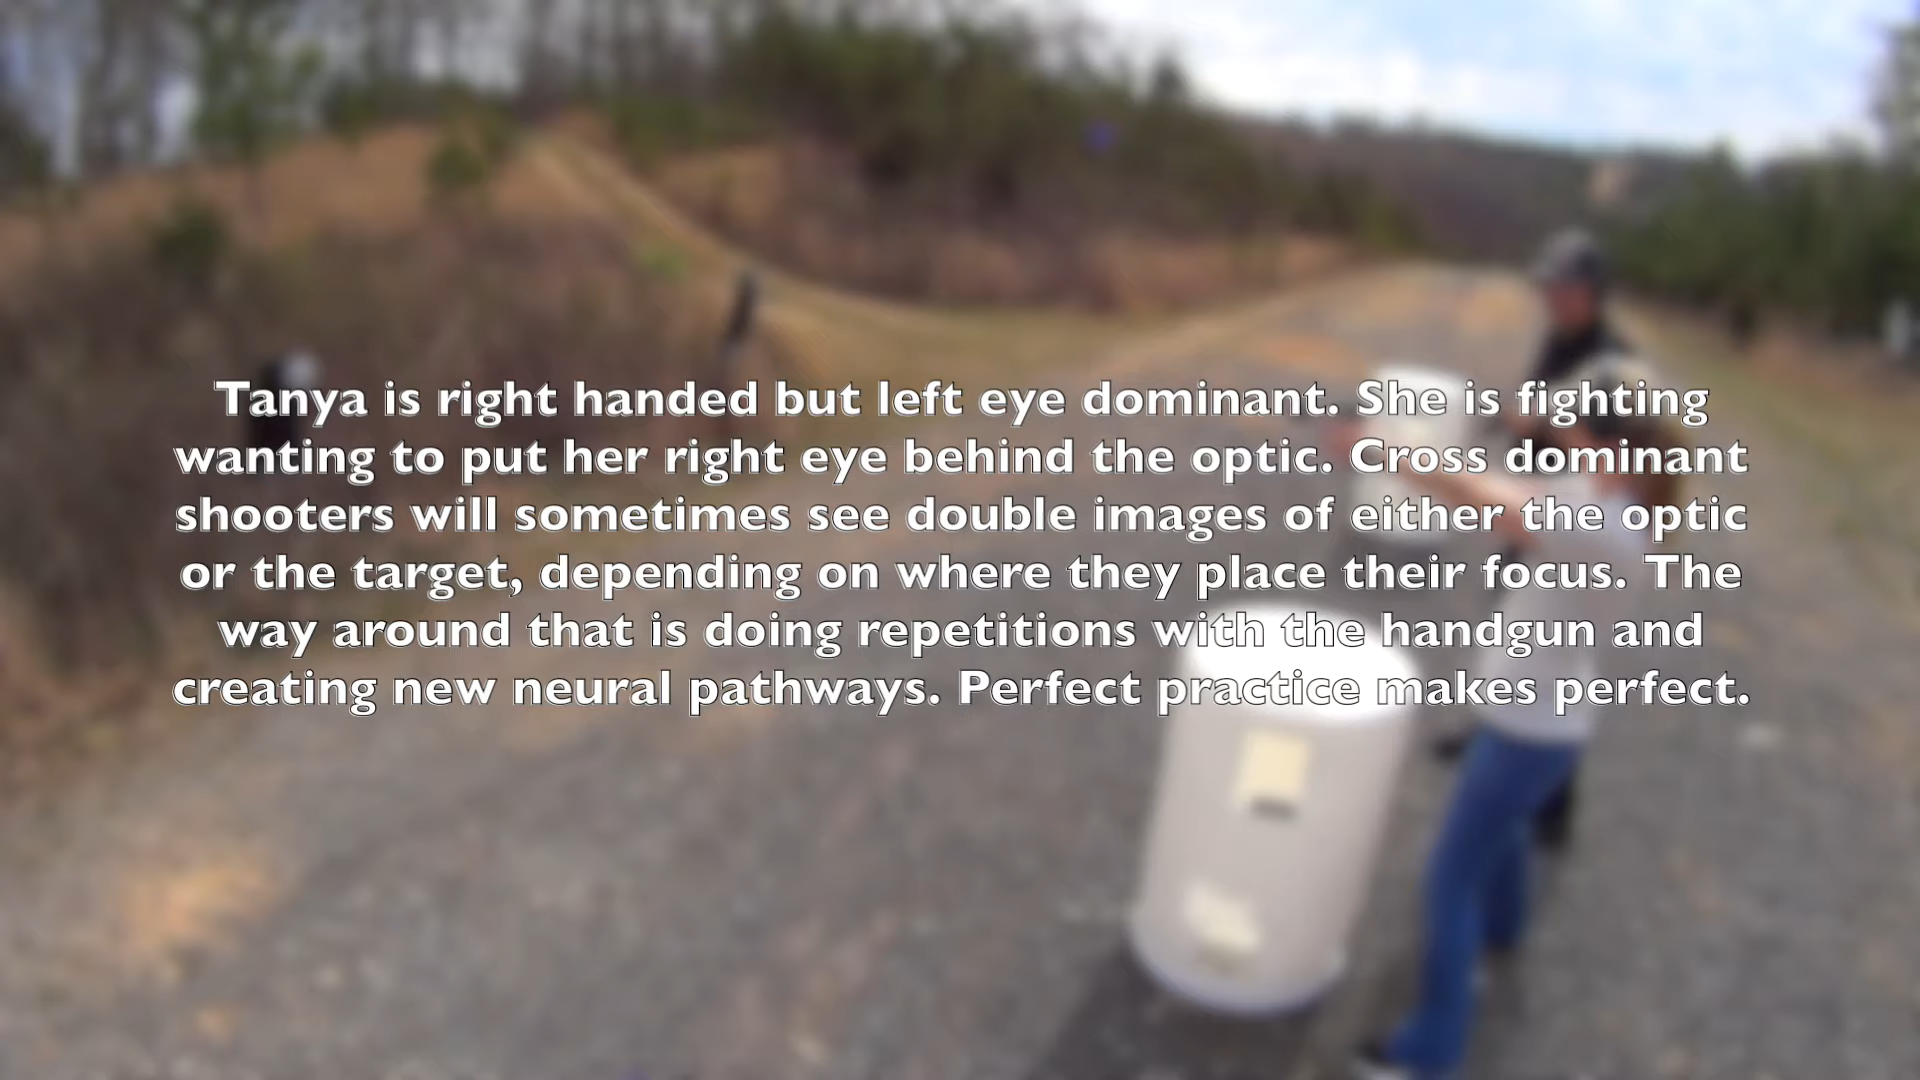 Tanya is right handed but left eye dominant. She is fighting
wanting to put her right eye behind the optic. Cross dominant
shooters will sometimes see double images of either the optic
or the target, depending on where they place their focus. The
way around that is doing repetitions with the handgun and
creating new neural pathways. Perfect practice makes perfect.